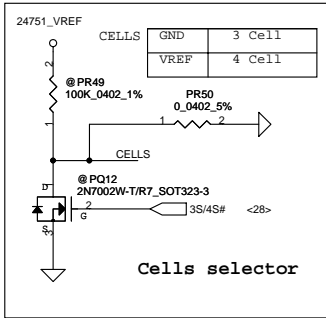 24751_VREF
CELLS GND 3 Cell
VREF 4 Cell
2
@PR49
100K_0402_1%
1
PR50
0_0402_5%
1 2
CELLS
@PQ12
2N7002W-T/R7_SOT323-3
D
2
G
3S/4S# <28>
S
3
Cells selector